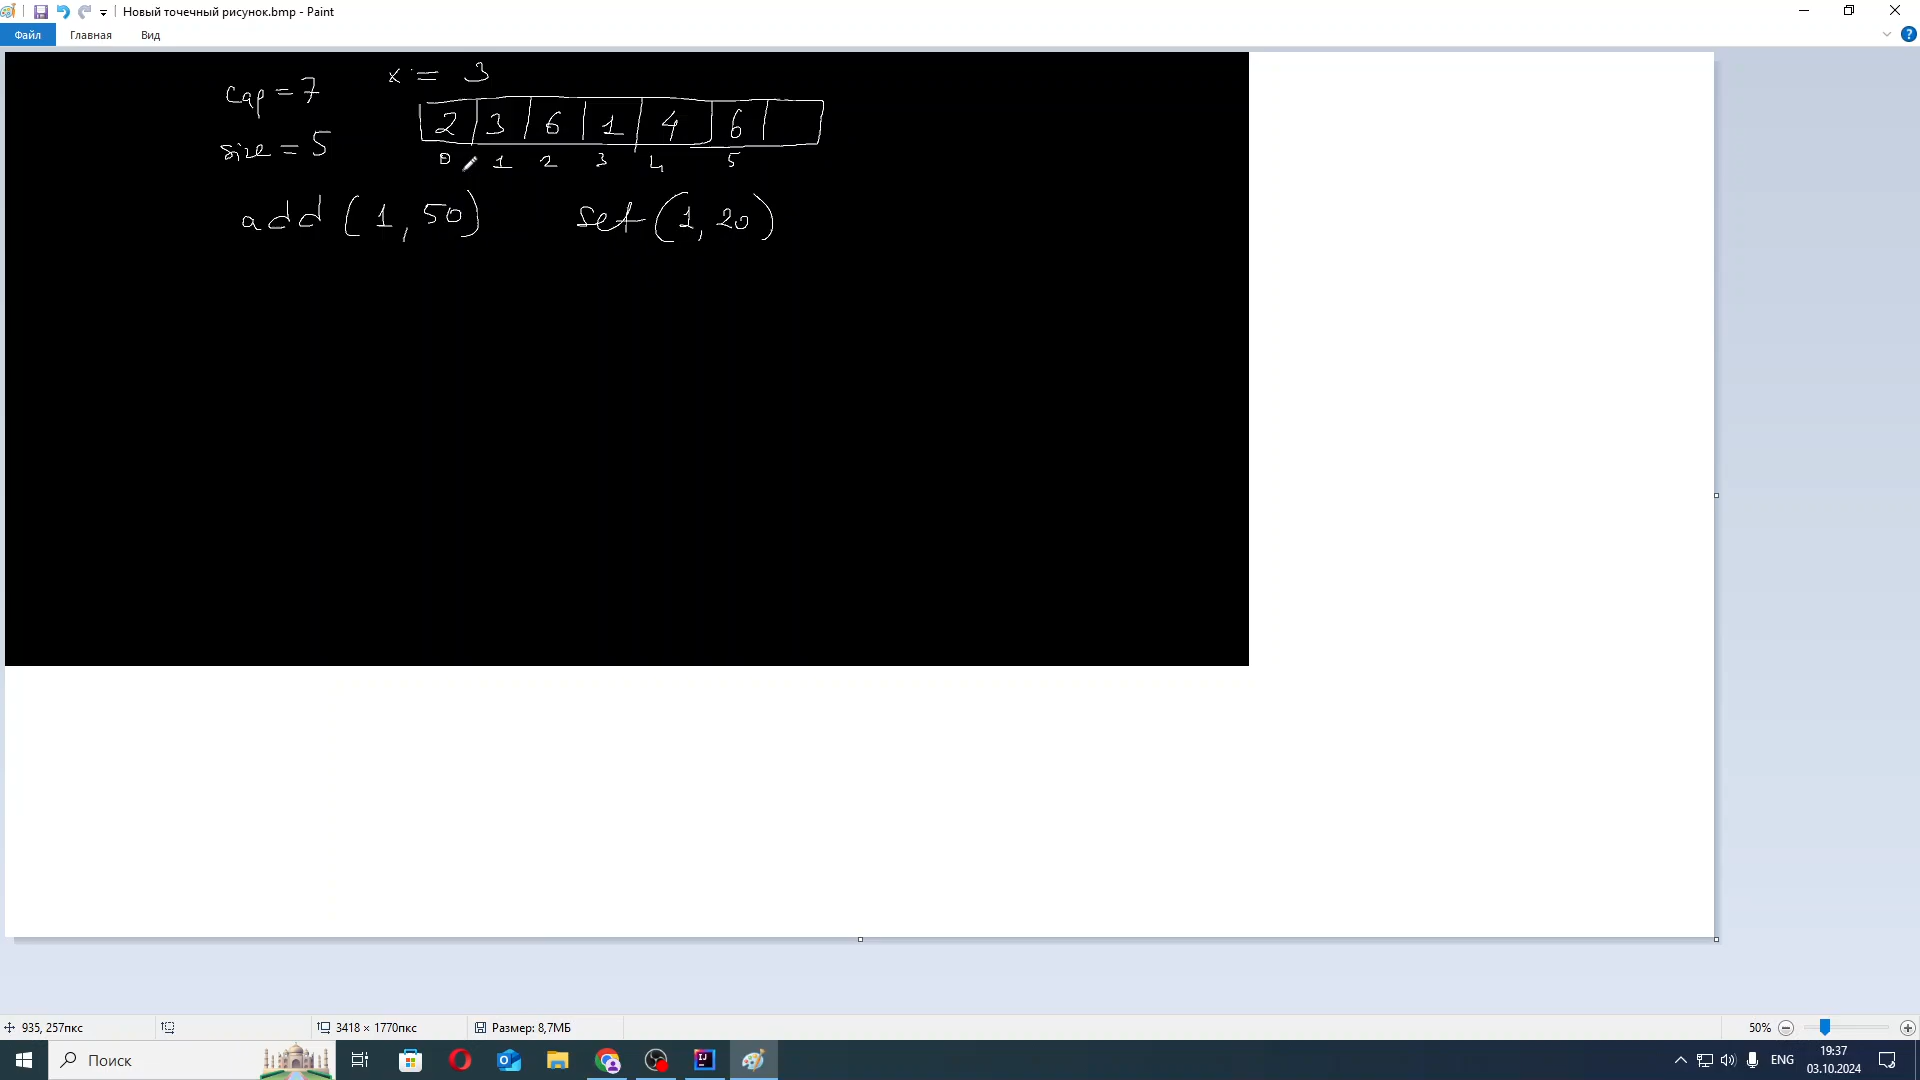 Новый точечный рисунок.bmp - Paint
Файл Главная Вид
x = 3
cap = 7
2 3 6 1 4 6
size = 5
0 1 2 3 4 5
add (1, 50) set (1, 20)
935, 257пкс 3418 × 1770пкс Размер: 8,7МБ 50%
Поиск ENG 19:37
03.10.2024